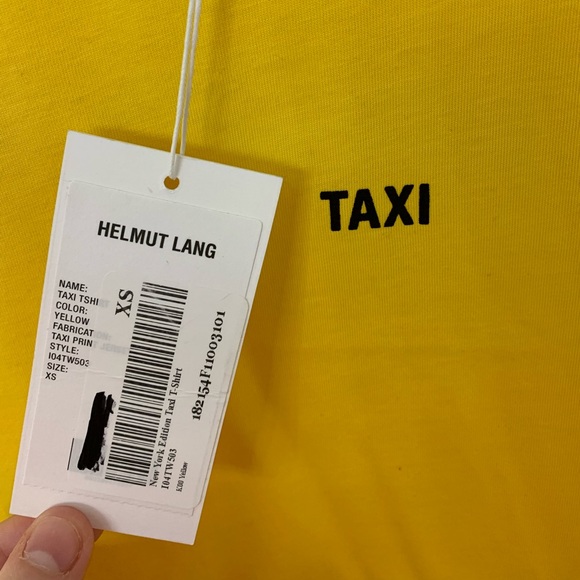 TAXI
HELMUT LANG
NAME:
TAXI TSHI
COLOR:
YELLOW
FABRICAT
TAXI PRIN
STYLE:
I04TW503
SIZE:
XS
XS
182154F11003101
New York Edition Taxi T-Shirt
I04TW503